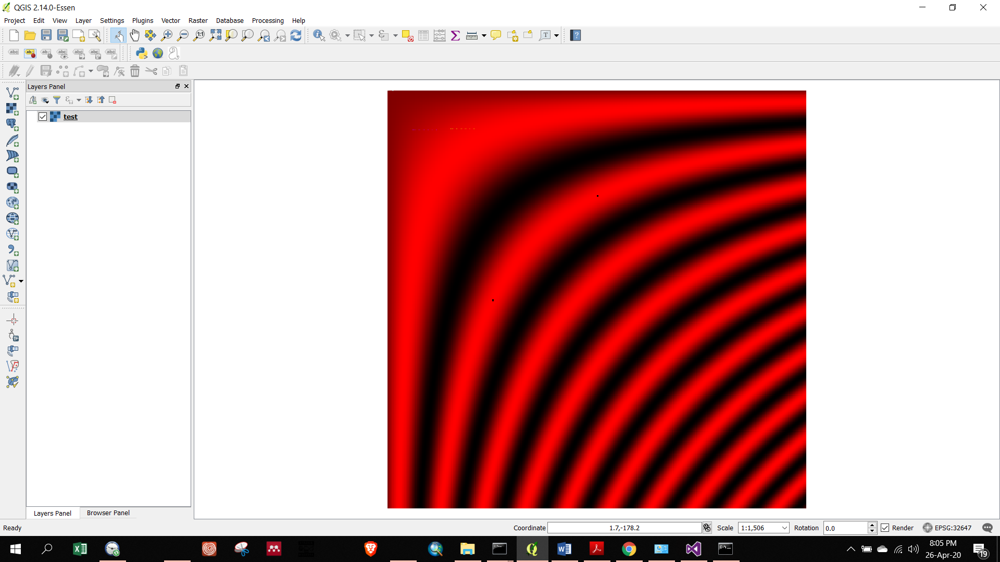 QGIS 2.14.0-Essen
Project Edit View Layer Settings Plugins Vector Raster Database Processing Help
Layers Panel
test
Layers Panel Browser Panel
Ready Coordinate 1.7,-178.2 Scale 1:1,506 Rotation 0.0 Render EPSG:32647
8:05 PM
26-Apr-20
19